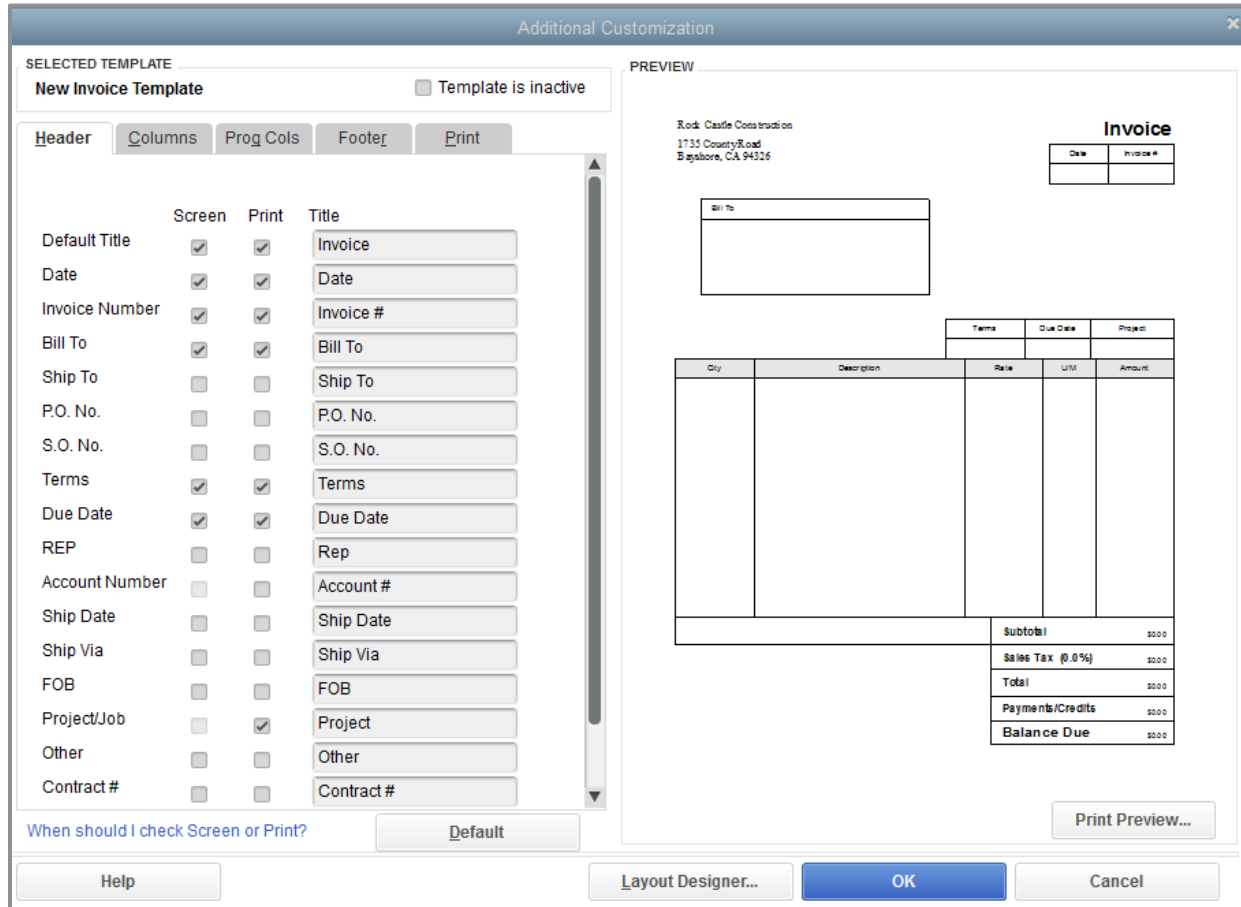 Additional Customization
SELECTED TEMPLATE
New Invoice Template
Template is inactive
Header
Columns
Prog Cols
Footer
Print
Screen Print Title
Default Title Invoice
Date Date
Invoice Number Invoice #
Bill To Bill To
Ship To Ship To
P.O. No. P.O. No.
S.O. No. S.O. No.
Terms Terms
Due Date Due Date
REP Rep
Account Number Account #
Ship Date Ship Date
Ship Via Ship Via
FOB FOB
Project/Job Project
Other Other
Contract # Contract #
When should I check Screen or Print?
Default
PREVIEW
Rock Castle Construction
1735 County Road
Bayshore, CA 94326
Invoice
Date Invoice #
Bill To
Terms Due Date Project
Qty Description Rate U/M Amount
Subtotal $0.00
Sales Tax (0.0%) $0.00
Total $0.00
Payments/Credits $0.00
Balance Due $0.00
Print Preview...
Help
Layout Designer...
OK
Cancel